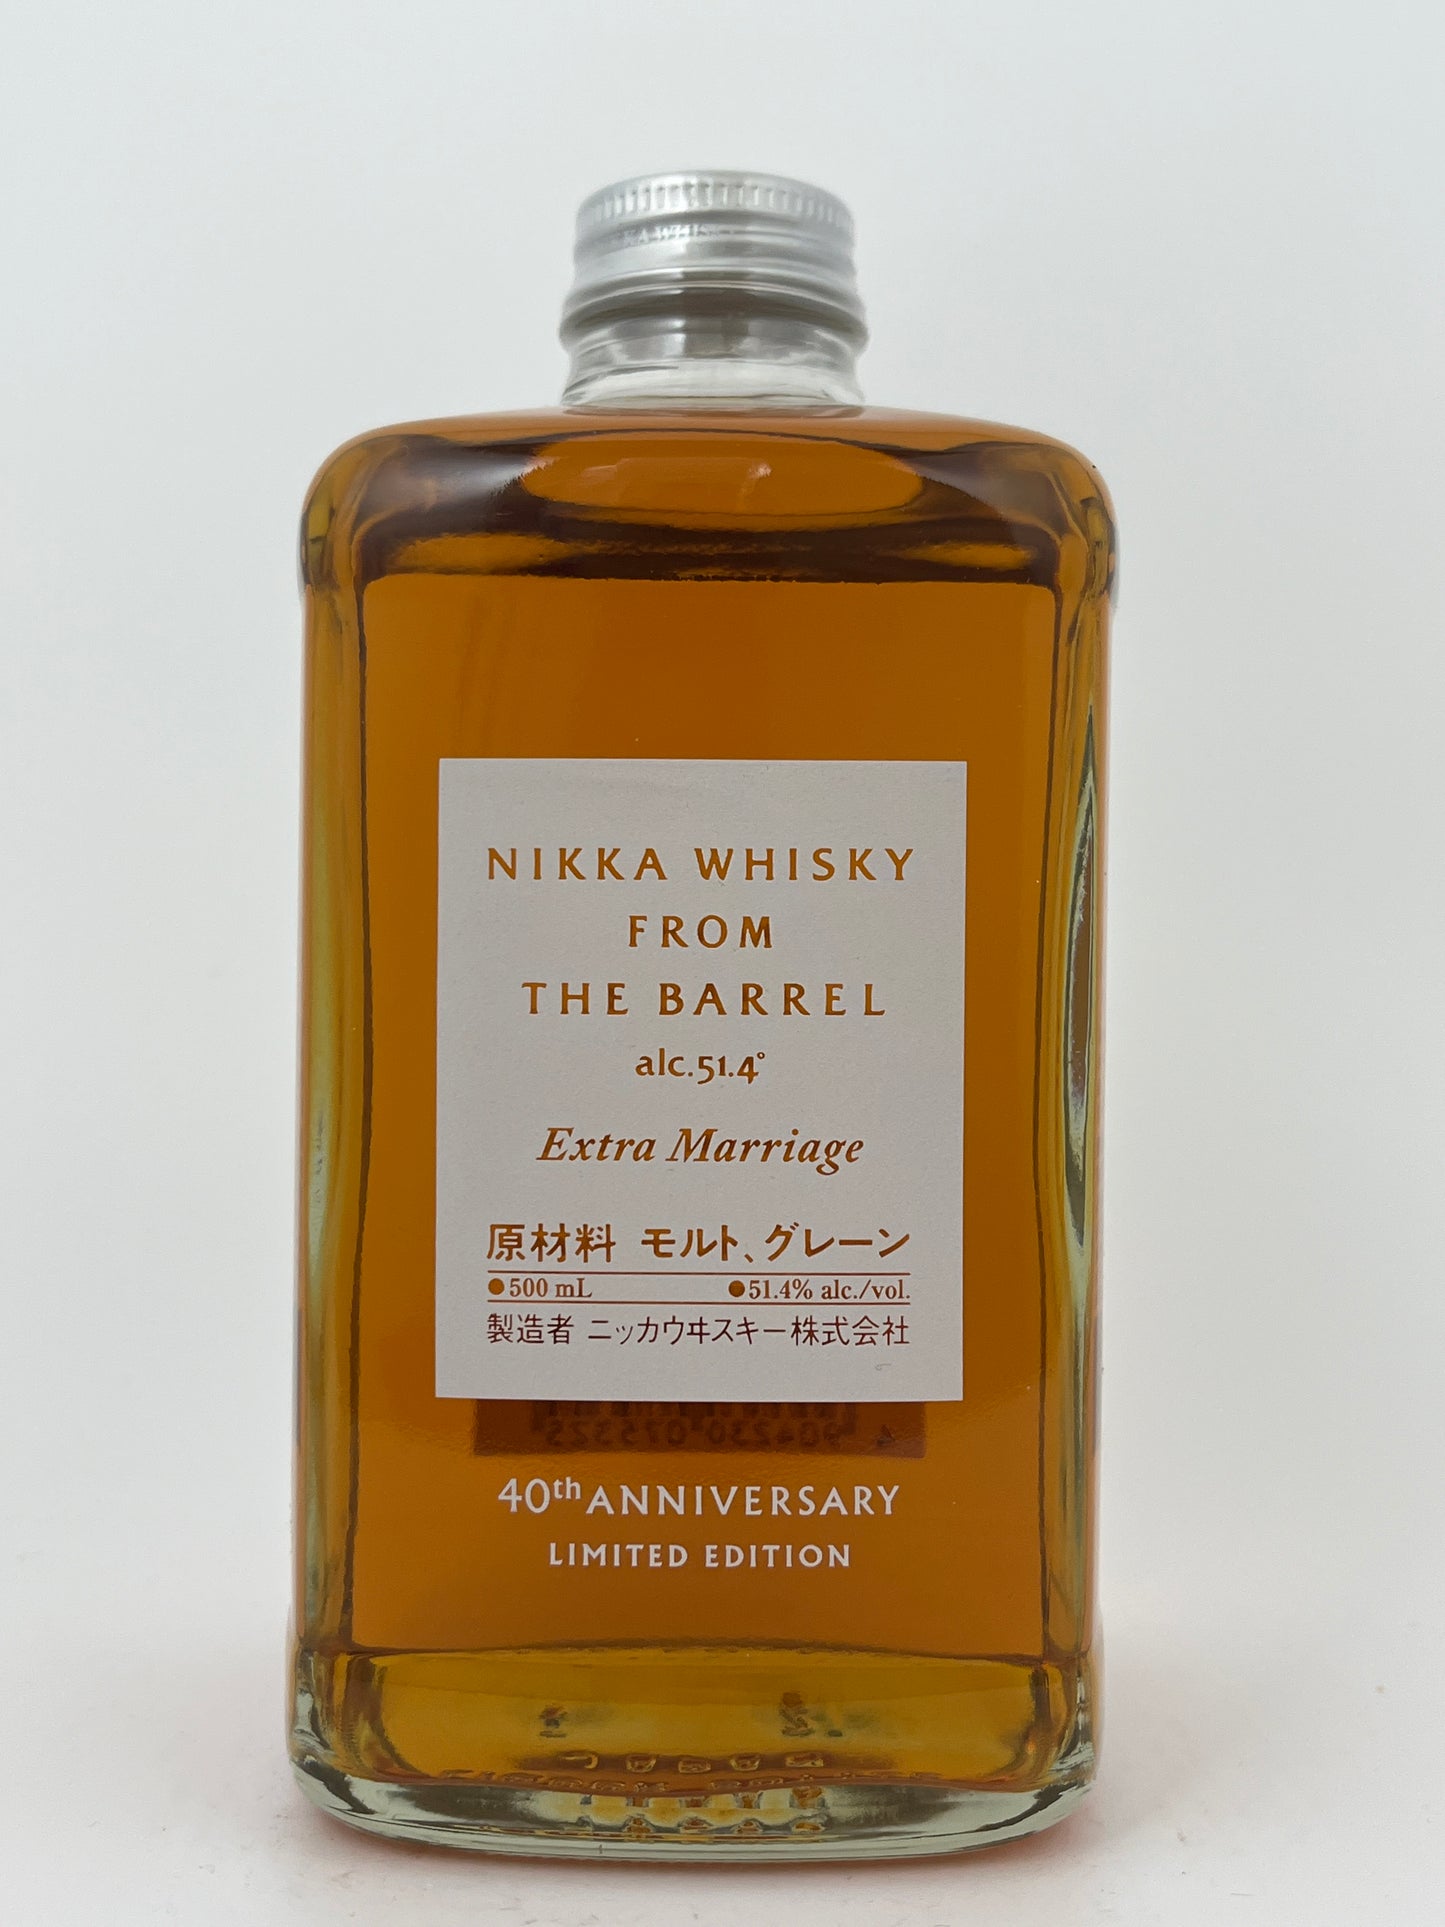 NIKKA WHISKY
FROM
THE BARREL
alc.51.4°
Extra Marriage
原材料 モルト、グレーン
●500 mL ●51.4% alc./vol.
製造者 ニッカウヰスキー株式会社
40th ANNIVERSARY
LIMITED EDITION